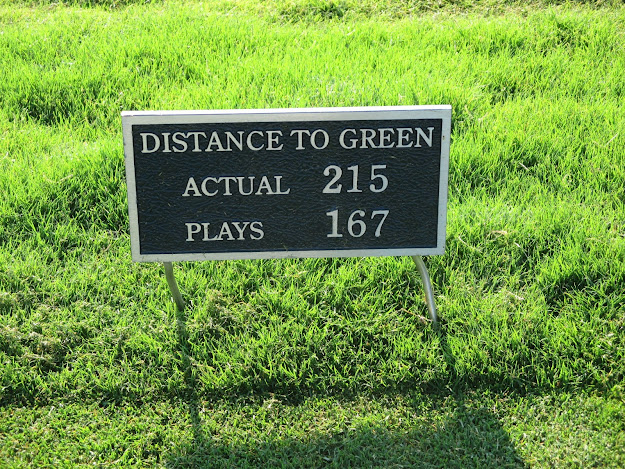 DISTANCE TO GREEN
ACTUAL 215
PLAYS 167